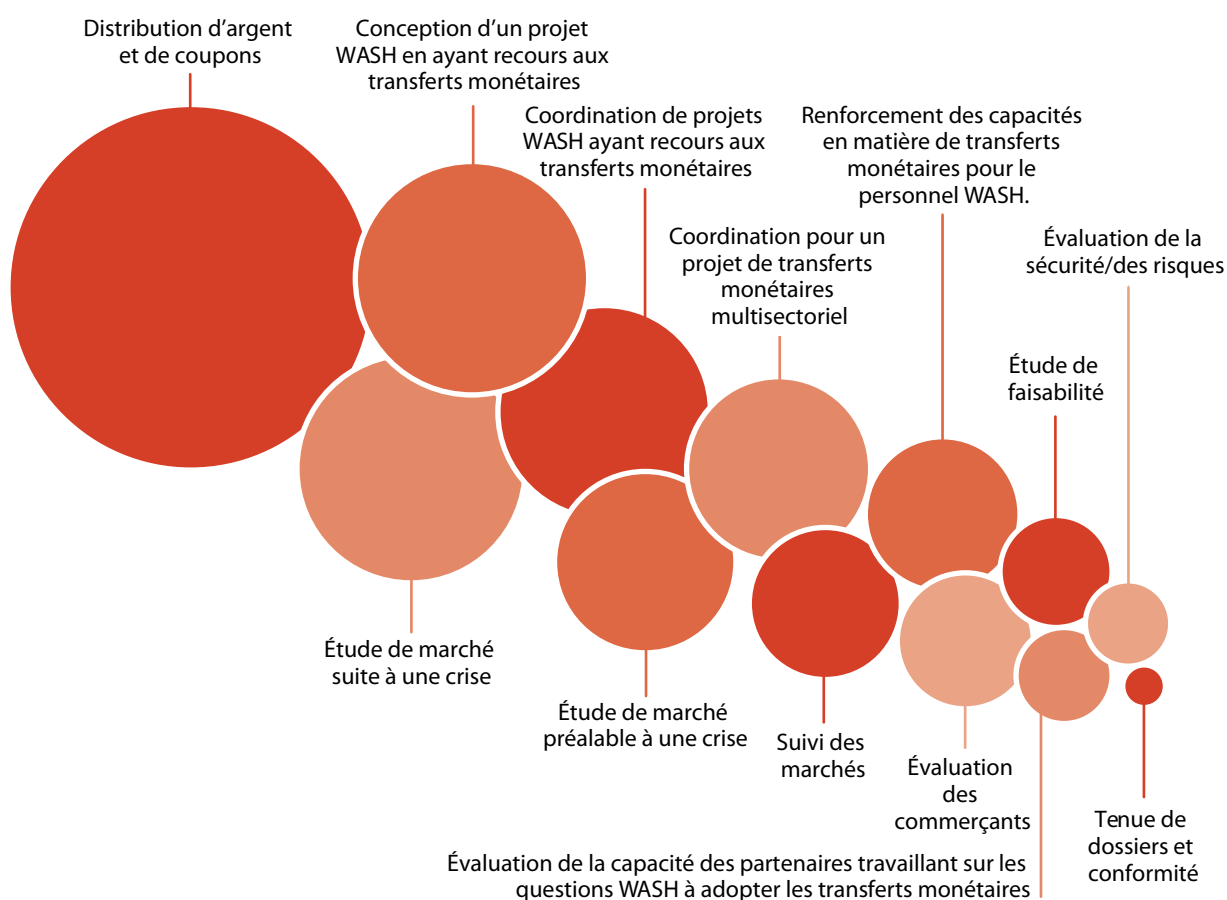 Distribution d'argent
et de coupons
Conception d'un projet
WASH en ayant recours aux
transferts monétaires
Coordination de projets
WASH ayant recours aux
transferts monétaires
Renforcement des capacités
en matière de transferts
monétaires pour le
personnel WASH.
Coordination pour un
projet de transferts
monétaires
multisectoriel
Évaluation de la
sécurité/des risques
Étude de
faisabilité
Étude de marché
suite à une crise
Étude de marché
préalable à une crise
Suivi des
marchés
Évaluation
des
commerçants
Tenue de
dossiers et
conformité
Évaluation de la capacité des partenaires travaillant sur les
questions WASH à adopter les transferts monétaires